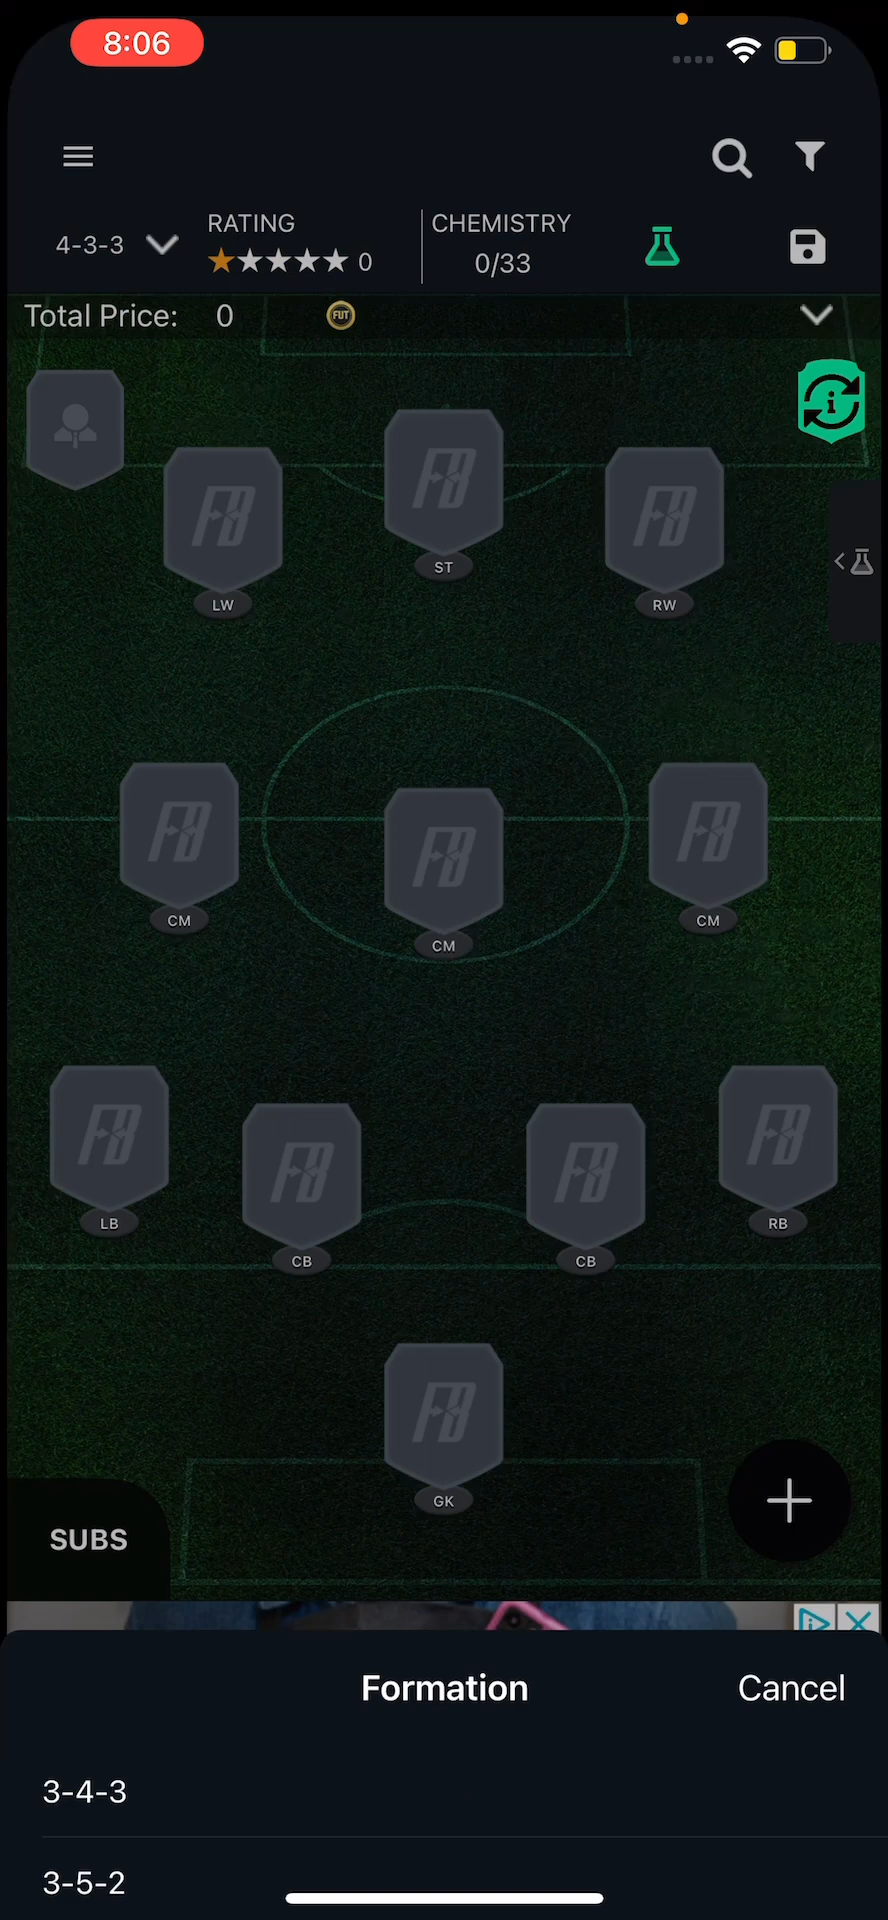 8:06
4-3-3
RATING
0
CHEMISTRY
0/33
Total Price: 0
FUT
ST
LW
RW
CM
CM
CM
LB
RB
CB
CB
GK
SUBS
Formation
Cancel
3-4-3
3-5-2